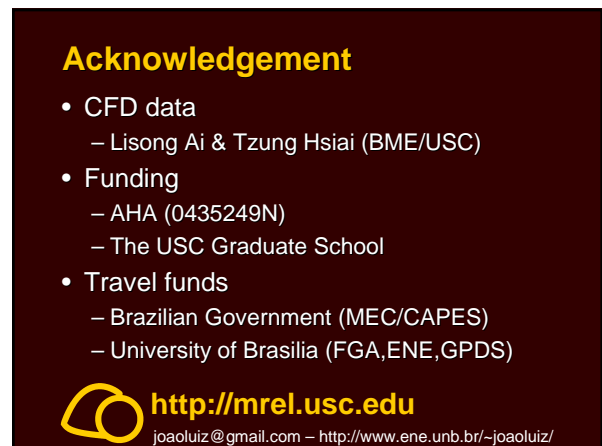 Acknowledgement
• CFD data
– Lisong Ai & Tzung Hsiai (BME/USC)
• Funding
– AHA (0435249N)
– The USC Graduate School
• Travel funds
– Brazilian Government (MEC/CAPES)
– University of Brasilia (FGA,ENE,GPDS)
http://mrel.usc.edu
joaoluiz@gmail.com – http://www.ene.unb.br/~joaoluiz/